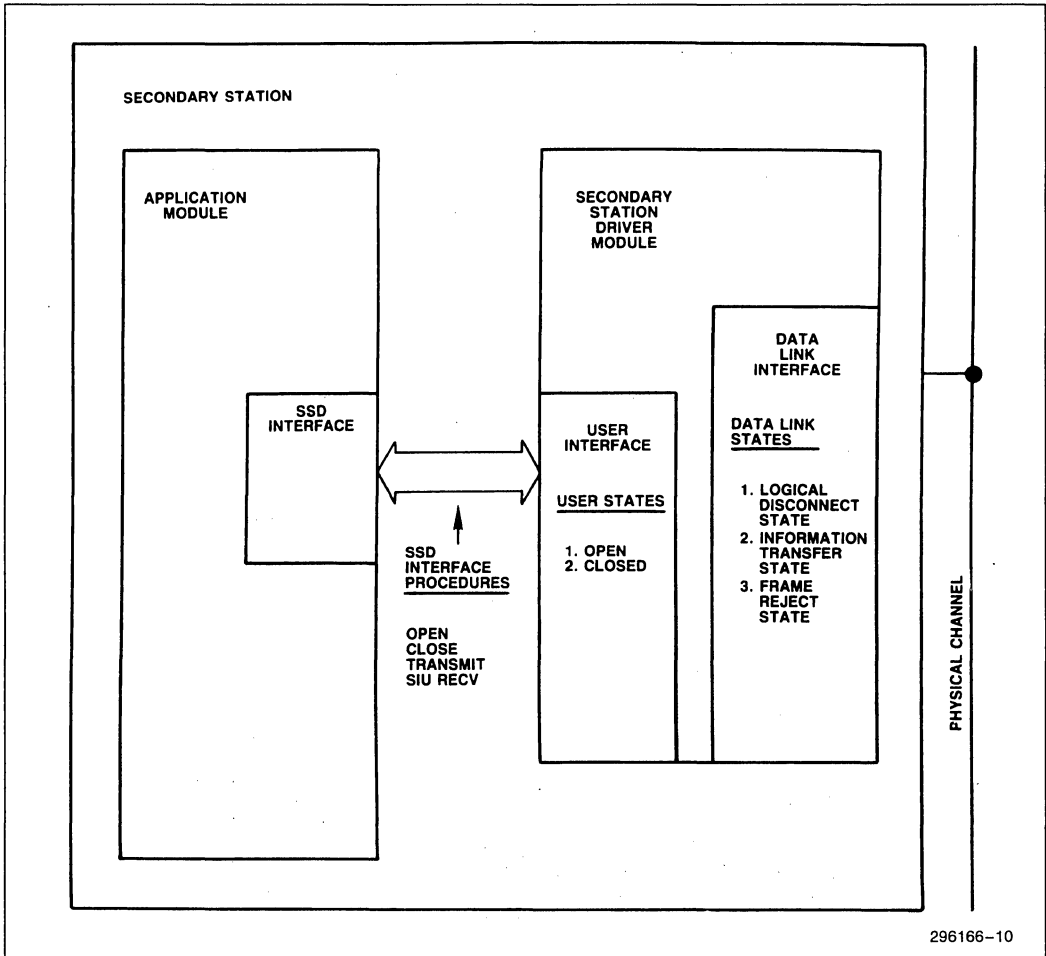 SECONDARY STATION
APPLICATION
MODULE
SSD
INTERFACE
SSD
INTERFACE
PROCEDURES
OPEN
CLOSE
TRANSMIT
SIU RECV
SECONDARY
STATION
DRIVER
MODULE
USER
INTERFACE
USER STATES
1. OPEN
2. CLOSED
DATA
LINK
INTERFACE
DATA LINK
STATES
1. LOGICAL
DISCONNECT
STATE
2. INFORMATION
TRANSFER
STATE
3. FRAME
REJECT
STATE
PHYSICAL CHANNEL
296166–10